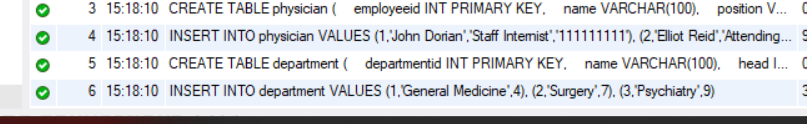 3 15:18:10 CREATE TABLE physician ( employeeid INT PRIMARY KEY, name VARCHAR(100), position V...
4 15:18:10 INSERT INTO physician VALUES (1,'John Dorian','Staff Internist','111111111'), (2,'Elliot Reid','Attending...
5 15:18:10 CREATE TABLE department ( departmentid INT PRIMARY KEY, name VARCHAR(100), head I...
6 15:18:10 INSERT INTO department VALUES (1,'General Medicine',4), (2,'Surgery',7), (3,'Psychiatry',9)